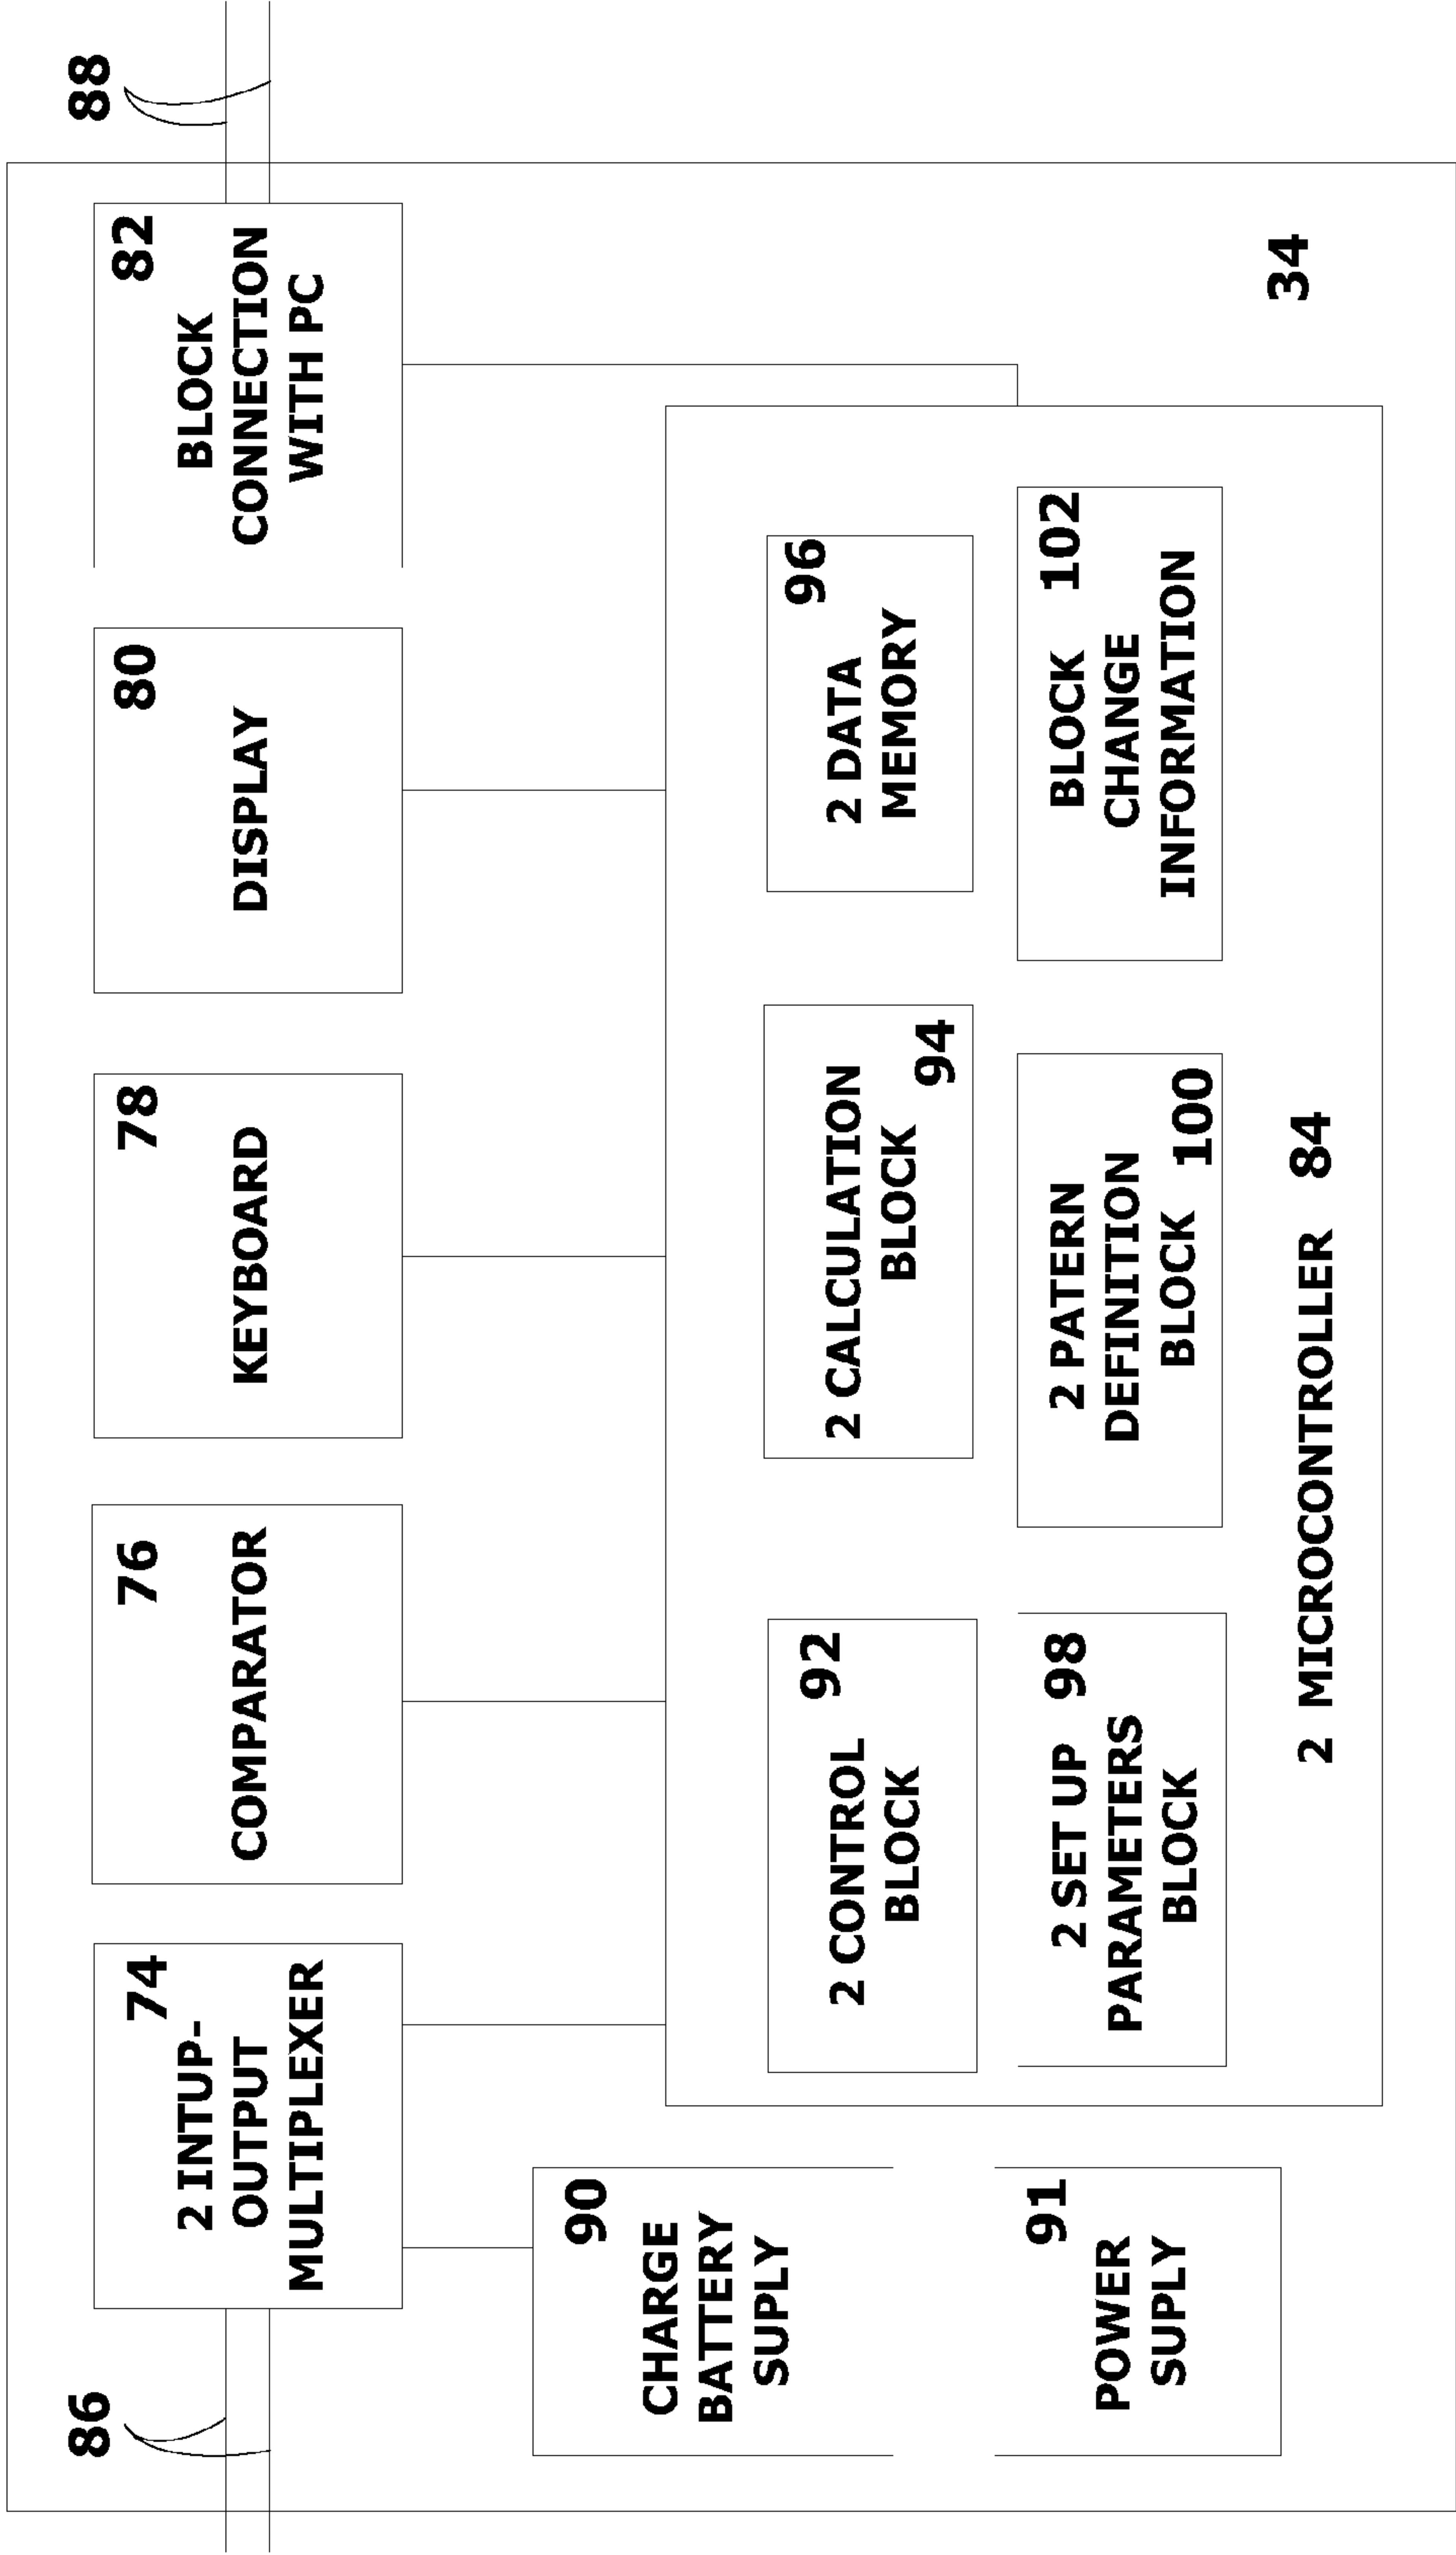 86
88
74
2 INTUP-
OUTPUT
MULTIPLEXER
76
COMPARATOR
78
KEYBOARD
80
DISPLAY
82
BLOCK
CONNECTION
WITH PC
90
CHARGE
BATTERY
SUPLY
91
POWER
SUPLY
92
2 CONTROL
BLOCK
2 CALCULATION
BLOCK
94
96
2 DATA
MEMORY
2 SET UP 98
PARAMETERS
BLOCK
2 PATERN
DEFINITION
BLOCK 100
BLOCK 102
CHANGE
INFORMATION
2 MICROCONTROLLER 84
34